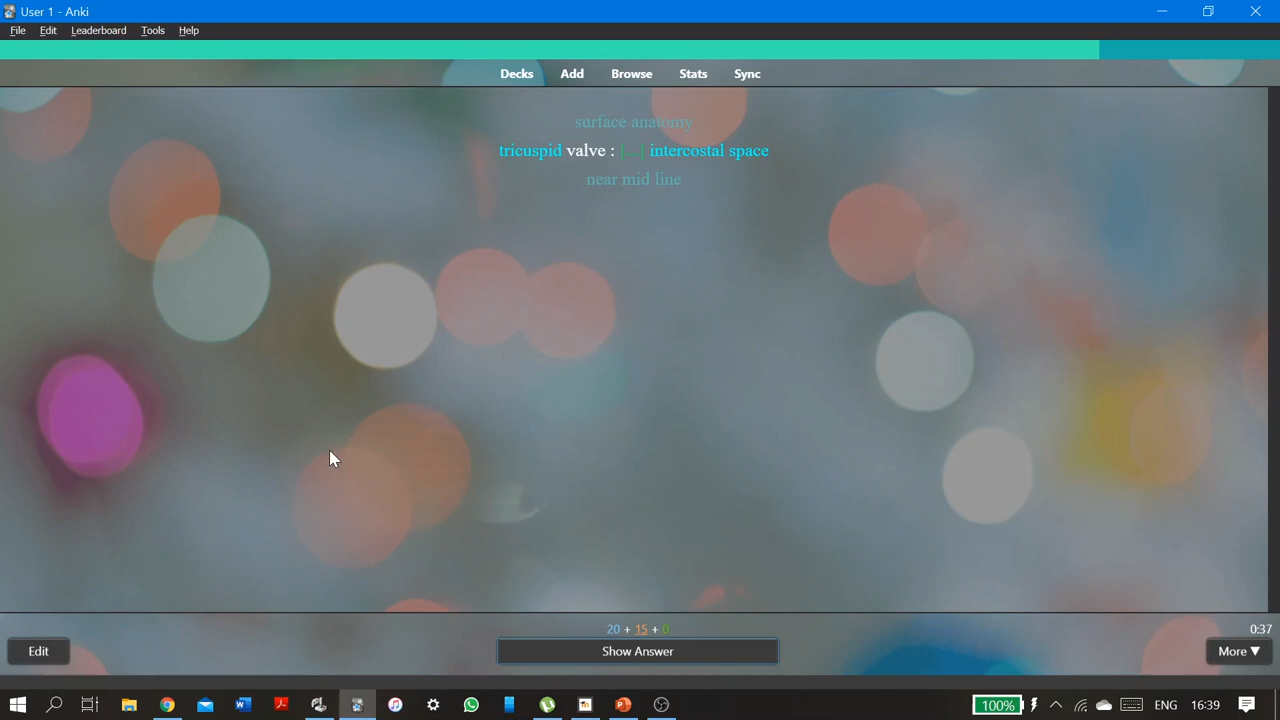 User 1 - Anki
File Edit Leaderboard Tools Help
Decks Add Browse Stats Sync
surface anatomy
tricuspid valve : [...] intercostal space
near mid line
20 + 15 + 0
0:37
Edit
Show Answer
More ▼
100%
ENG
16:39